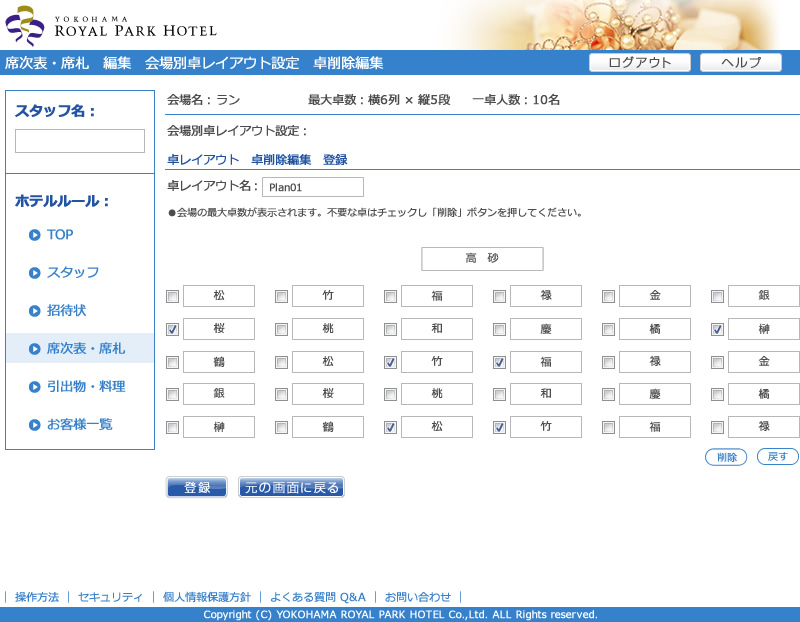 YOKOHAMA
ROYAL PARK HOTEL
席次表・席札　編集　会場別卓レイアウト設定　卓削除編集
ログアウト
ヘルプ
スタッフ名：
ホテルルール：
TOP
スタッフ
招待状
席次表・席札
引出物・料理
お客様一覧
会場名：ラン　最大卓数：横6列 × 縦5段　一卓人数：10名
会場別卓レイアウト設定：
卓レイアウト　卓削除編集　登録
卓レイアウト名： Plan01
●会場の最大卓数が表示されます。不要な卓はチェックし「削除」ボタンを押してください。
高　砂
松 竹 福 禄 金 銀
桜 桃 和 慶 橘 榊
鶴 松 竹 福 禄 金
銀 桜 桃 和 慶 橘
榊 鶴 松 竹 福 禄
削除 戻す
登録 元の画面に戻る
｜ 操作方法 ｜ セキュリティ ｜ 個人情報保護方針 ｜ よくある質問 Q&A ｜ お問い合わせ ｜
Copyright (C) YOKOHAMA ROYAL PARK HOTEL Co.,Ltd. ALL Rights reserved.